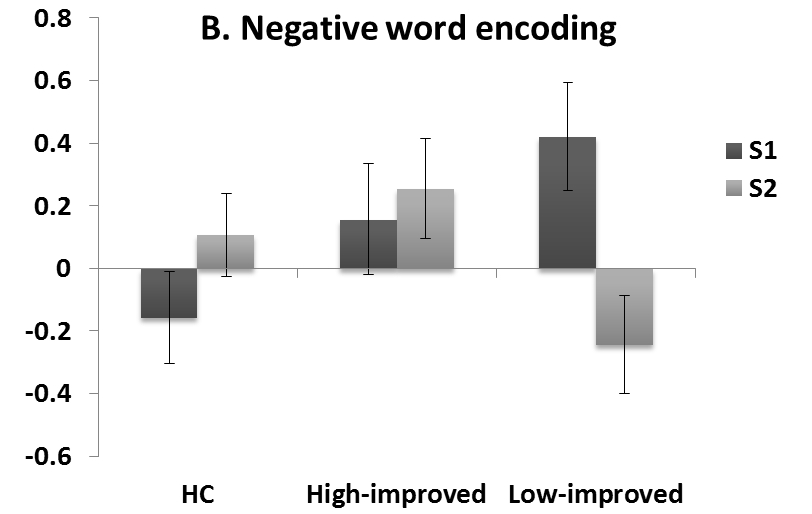 B. Negative word encoding
0.8
0.6
0.4
0.2
0
-0.2
-0.4
-0.6
S1
S2
HC High-improved Low-improved